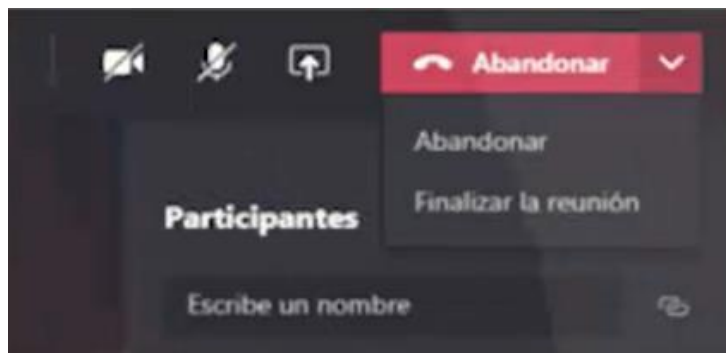 Abandonar
Abandonar
Finalizar la reunión
Participantes
Escribe un nombre